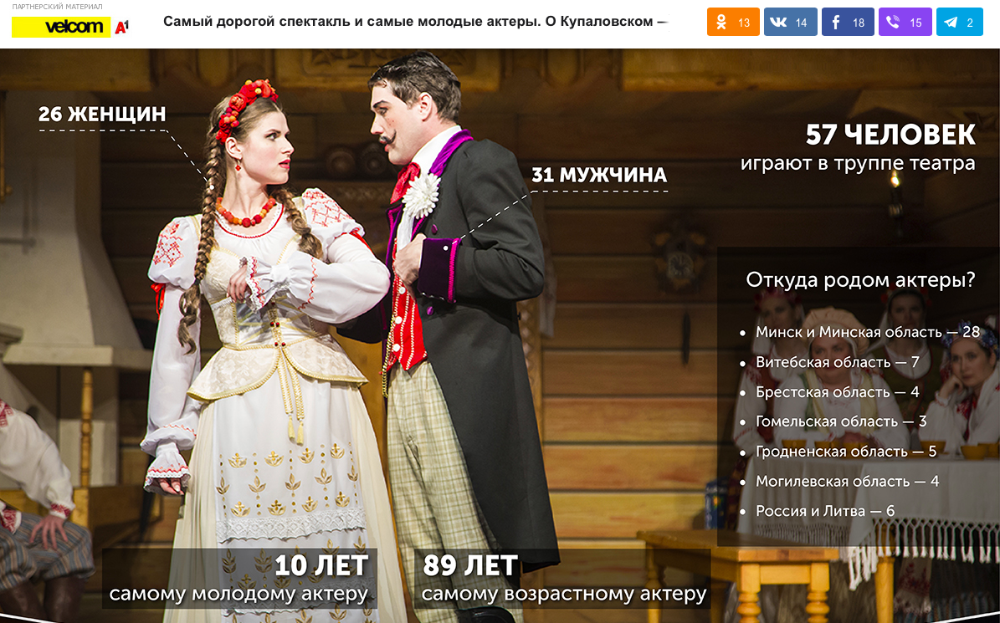 ПАРТНЕРСКИЙ МАТЕРИАЛ
velcom A1
Самый дорогой спектакль и самые молодые актеры. О Купаловском —
13
14
18
15
2
26 ЖЕНЩИН
57 ЧЕЛОВЕК
играют в труппе театра
31 МУЖЧИНА
Откуда родом актеры?
• Минск и Минская область — 28
• Витебская область — 7
• Брестская область — 4
• Гомельская область — 3
• Гродненская область — 5
• Могилевская область — 4
• Россия и Литва — 6
10 ЛЕТ
самому молодому актеру
89 ЛЕТ
самому возрастному актеру